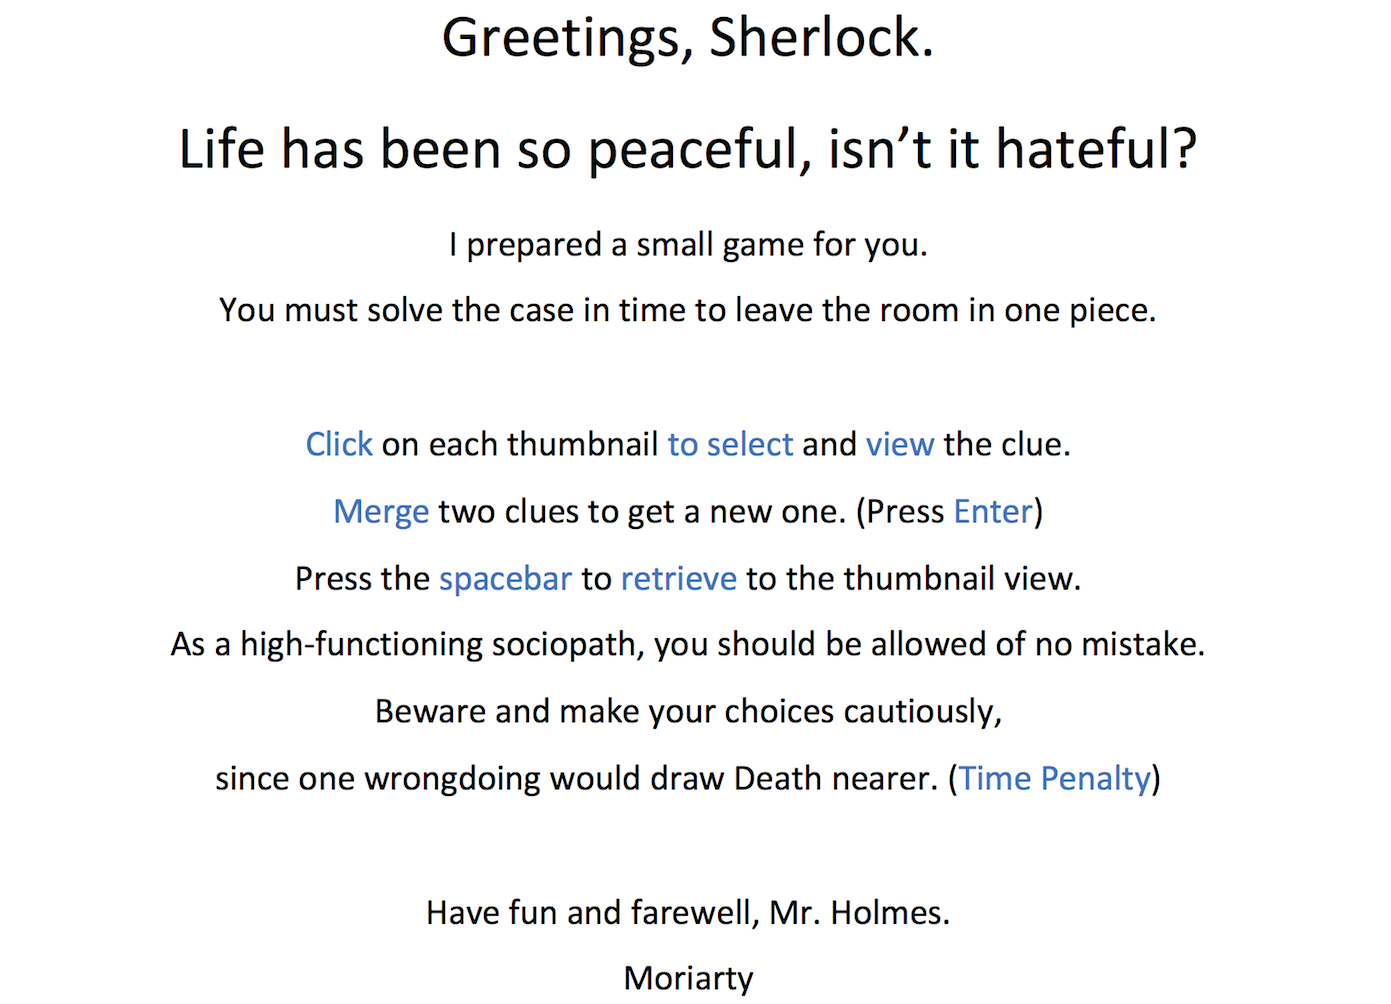 Greetings, Sherlock.
Life has been so peaceful, isn’t it hateful?
I prepared a small game for you.
You must solve the case in time to leave the room in one piece.
Click on each thumbnail to select and view the clue.
Merge two clues to get a new one. (Press Enter)
Press the spacebar to retrieve to the thumbnail view.
As a high-functioning sociopath, you should be allowed of no mistake.
Beware and make your choices cautiously,
since one wrongdoing would draw Death nearer. (Time Penalty)
Have fun and farewell, Mr. Holmes.
Moriarty